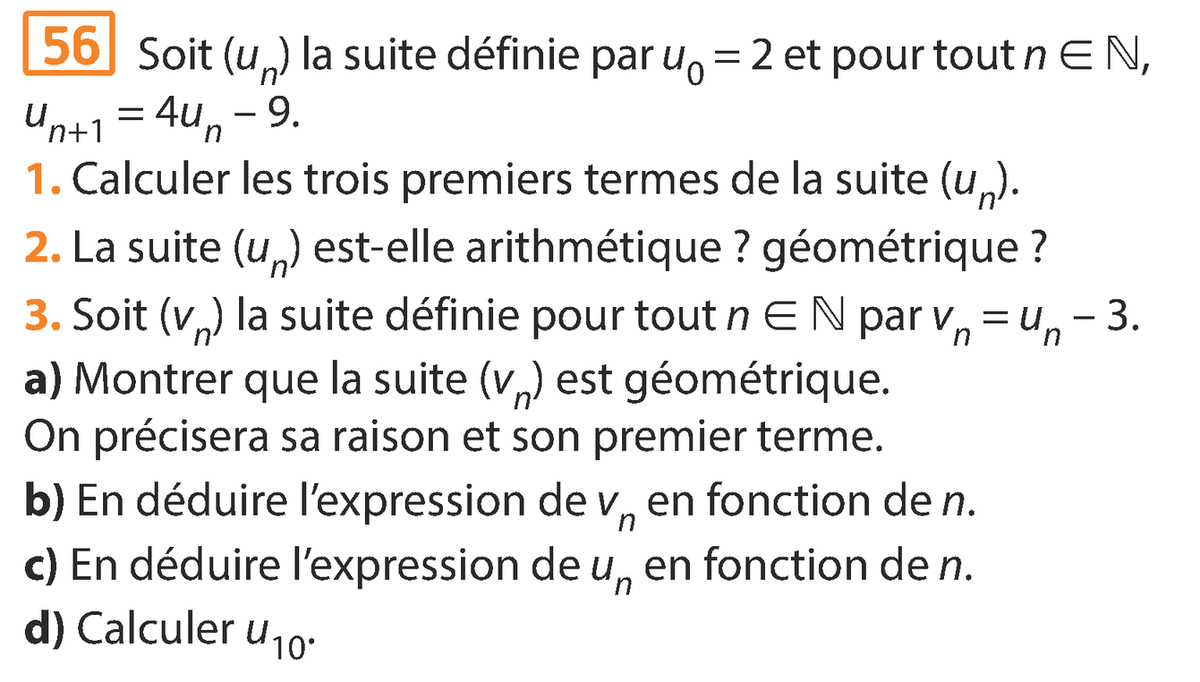 56 Soit (uₙ) la suite définie par u₀ = 2 et pour tout n ∈ ℕ,
uₙ₊₁ = 4uₙ – 9.
1. Calculer les trois premiers termes de la suite (uₙ).
2. La suite (uₙ) est-elle arithmétique ? géométrique ?
3. Soit (vₙ) la suite définie pour tout n ∈ ℕ par vₙ = uₙ – 3.
a) Montrer que la suite (vₙ) est géométrique.
On précisera sa raison et son premier terme.
b) En déduire l’expression de vₙ en fonction de n.
c) En déduire l’expression de uₙ en fonction de n.
d) Calculer u₁₀.